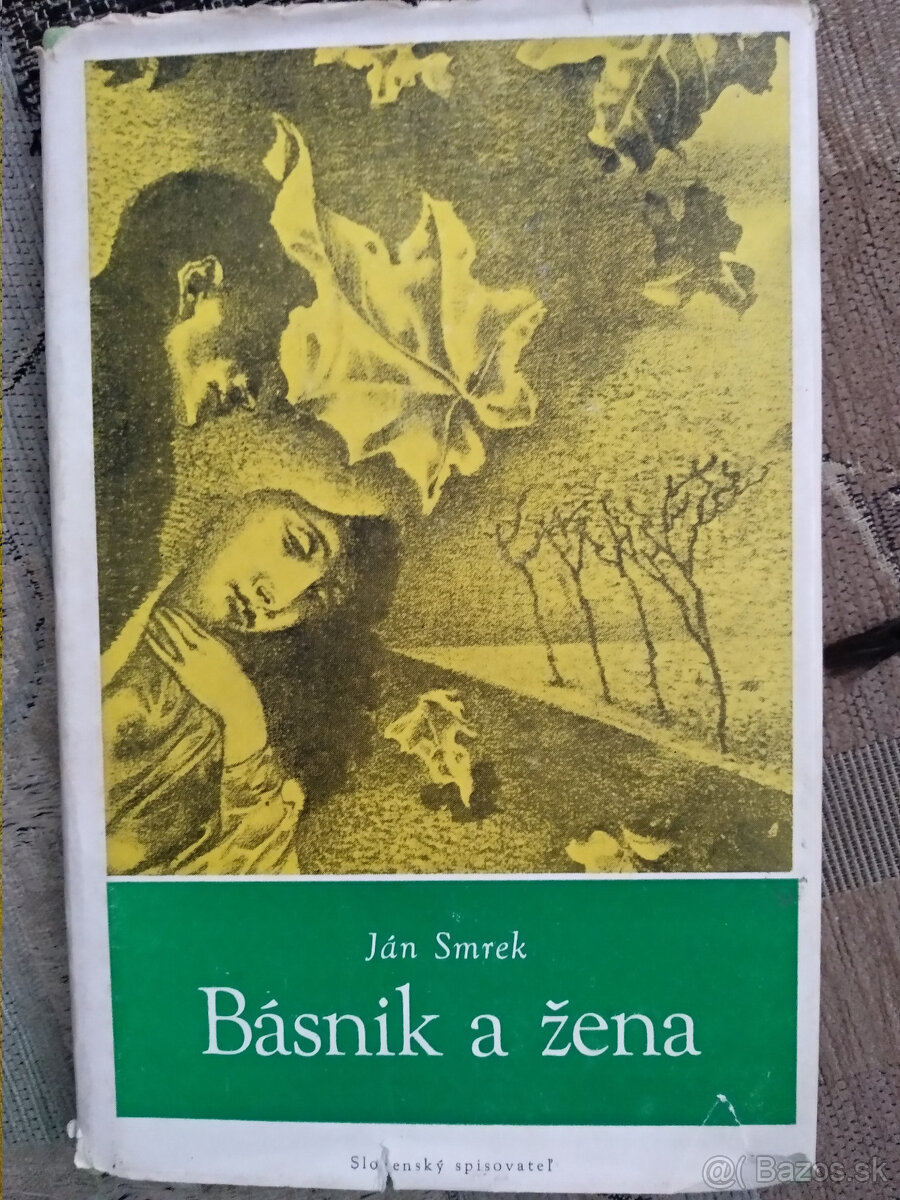 Ján Smrek
Básnik a žena
Slovenský spisovateľ
@( Bazos.sk